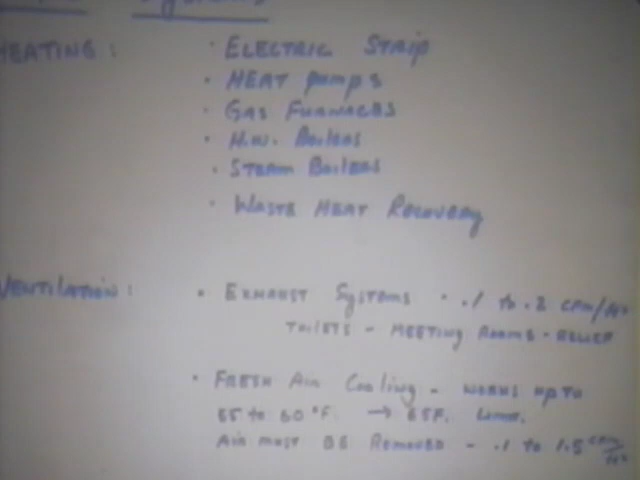 Systems
HEATING: · ELECTRIC STRIP
· HEAT PUMPS
· GAS FURNACES
· H.W. BOILERS
· STEAM BOILERS
· WASTE HEAT RECOVERY
VENTILATION: · EXHAUST SYSTEMS - .1 to .2 CFM/
TOILETS - MEETING ROOMS - RELIEF
· FRESH AIR COOLING - WORKS UP TO
55 to 60°F. → 65F.
AIR MUST BE REMOVED - .1 TO 1.5 CFM/